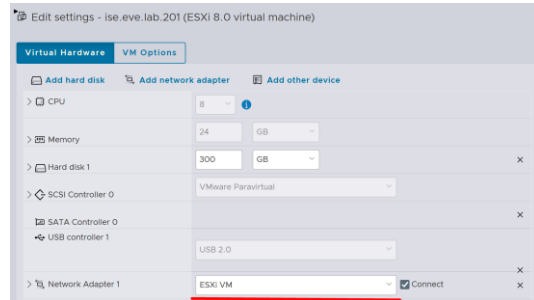 Edit settings - ise.eve.lab.201 (ESXi 8.0 virtual machine)
Virtual Hardware VM Options
Add hard disk Add network adapter Add other device
CPU 8
Memory 24 GB
Hard disk 1 300 GB
SCSI Controller 0 VMware Paravirtual
SATA Controller 0
USB controller 1 USB 2.0
Network Adapter 1 ESXi VM Connect